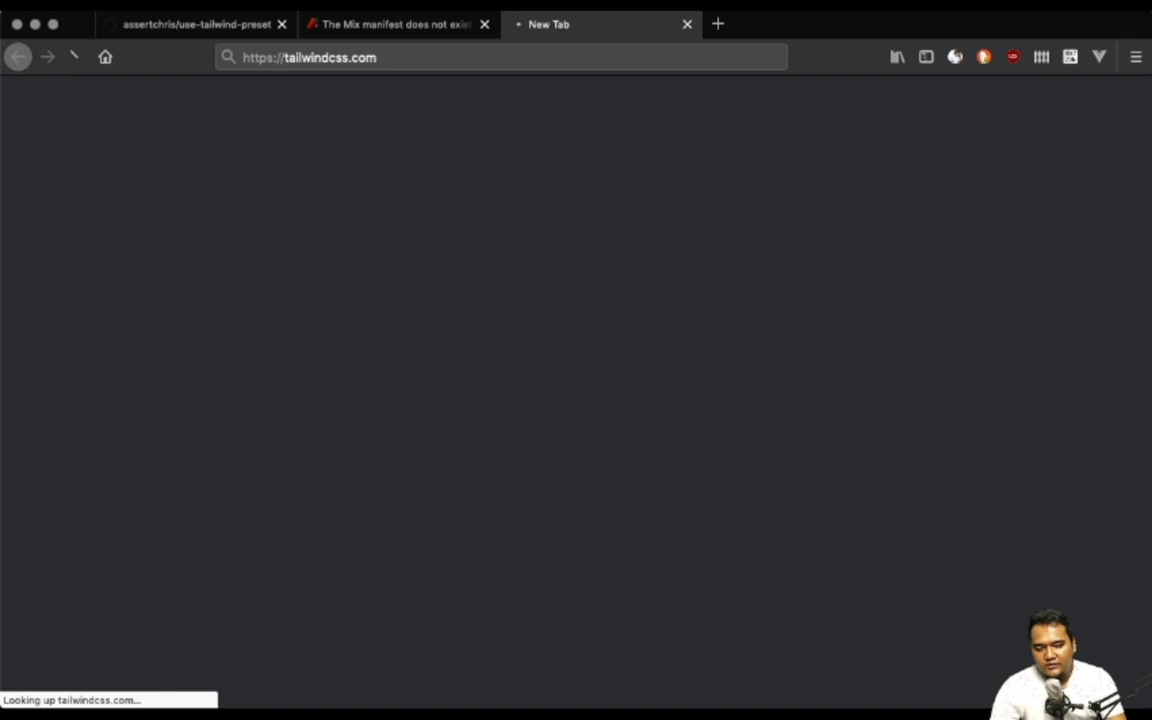 assertchris/use-tailwind-preset
The Mix manifest does not exist
New Tab
https://tailwindcss.com
Looking up tailwindcss.com...